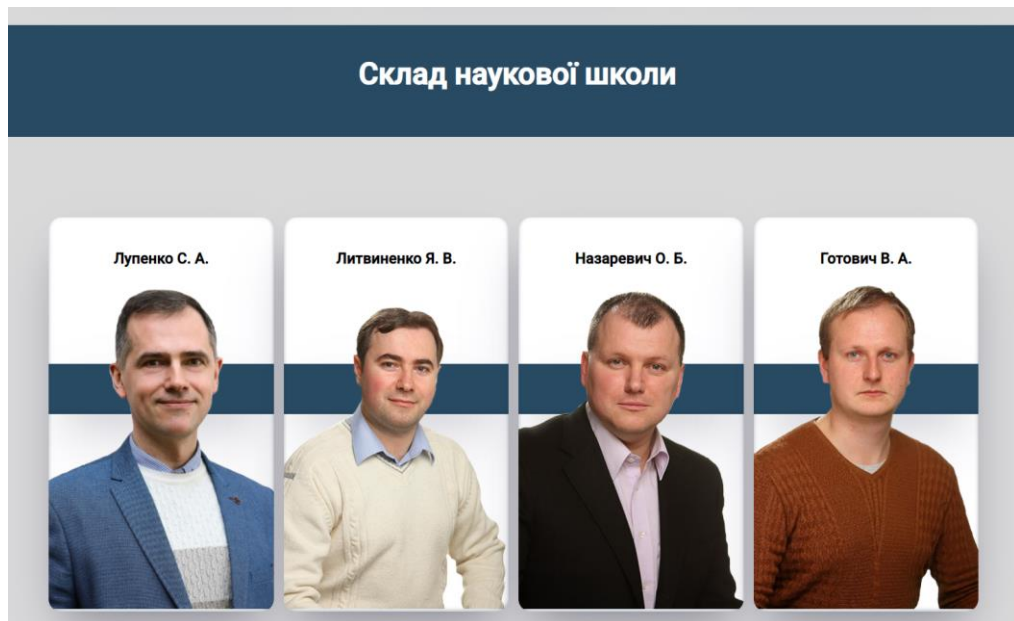 Склад наукової школи
Лупенко С. А.
Литвиненко Я. В.
Назаревич О. Б.
Готович В. А.